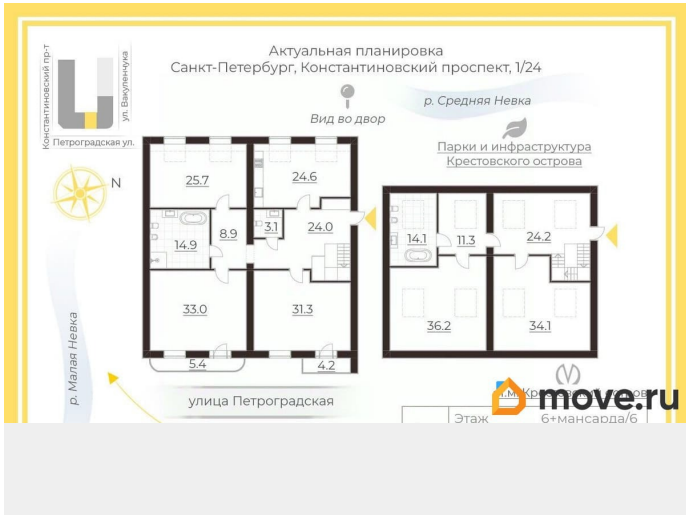 Актуальная планировка
Санкт-Петербург, Константиновский проспект, 1/24
Константиновский пр-т
ул. Вакуленчука
Петроградская ул.
Вид во двор
р. Средняя Невка
Парки и инфраструктура
Крестовского острова
N
25.7
24.6
3.1
24.0
8.9
14.9
33.0
31.3
5.4
4.2
14.1
11.3
24.2
36.2
34.1
р. Малая Невка
улица Петроградская
ст.м. Крестовский остров
move.ru
Этаж
6+мансарда/6